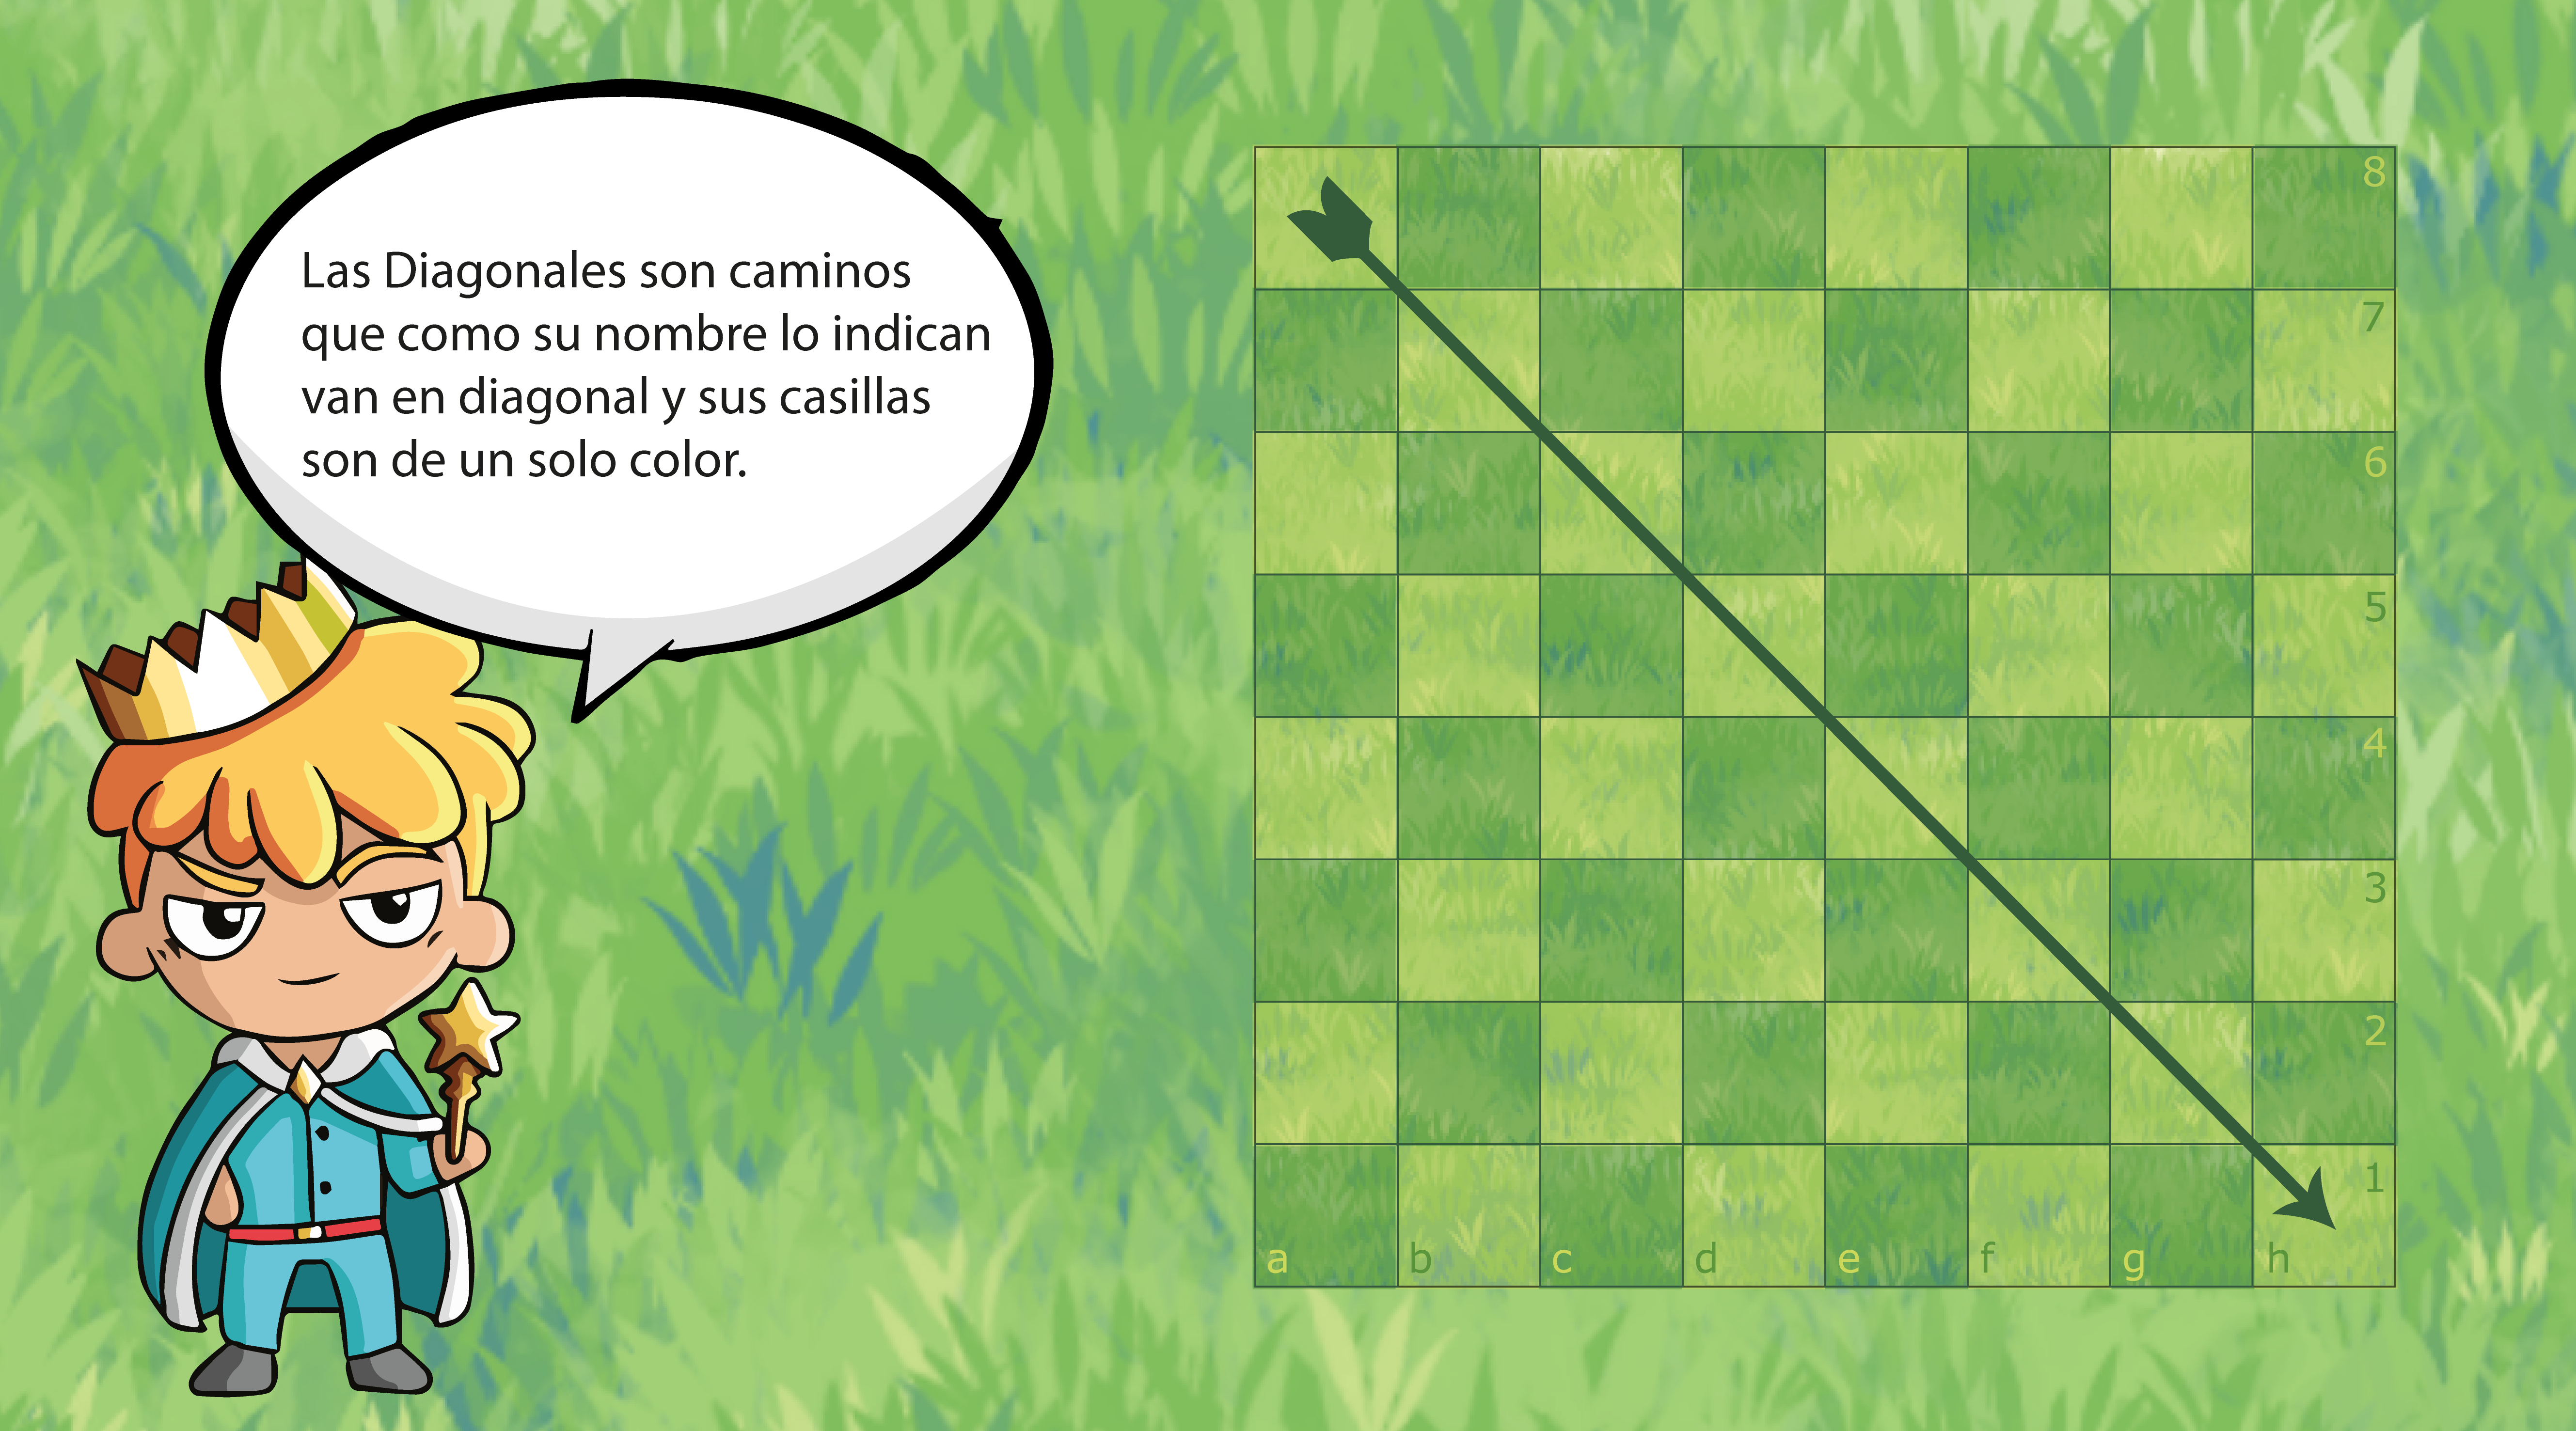 Las Diagonales son caminos
que como su nombre lo indican
van en diagonal y sus casillas
son de un solo color.
8
7
6
5
4
3
2
1
a b c d e f g h